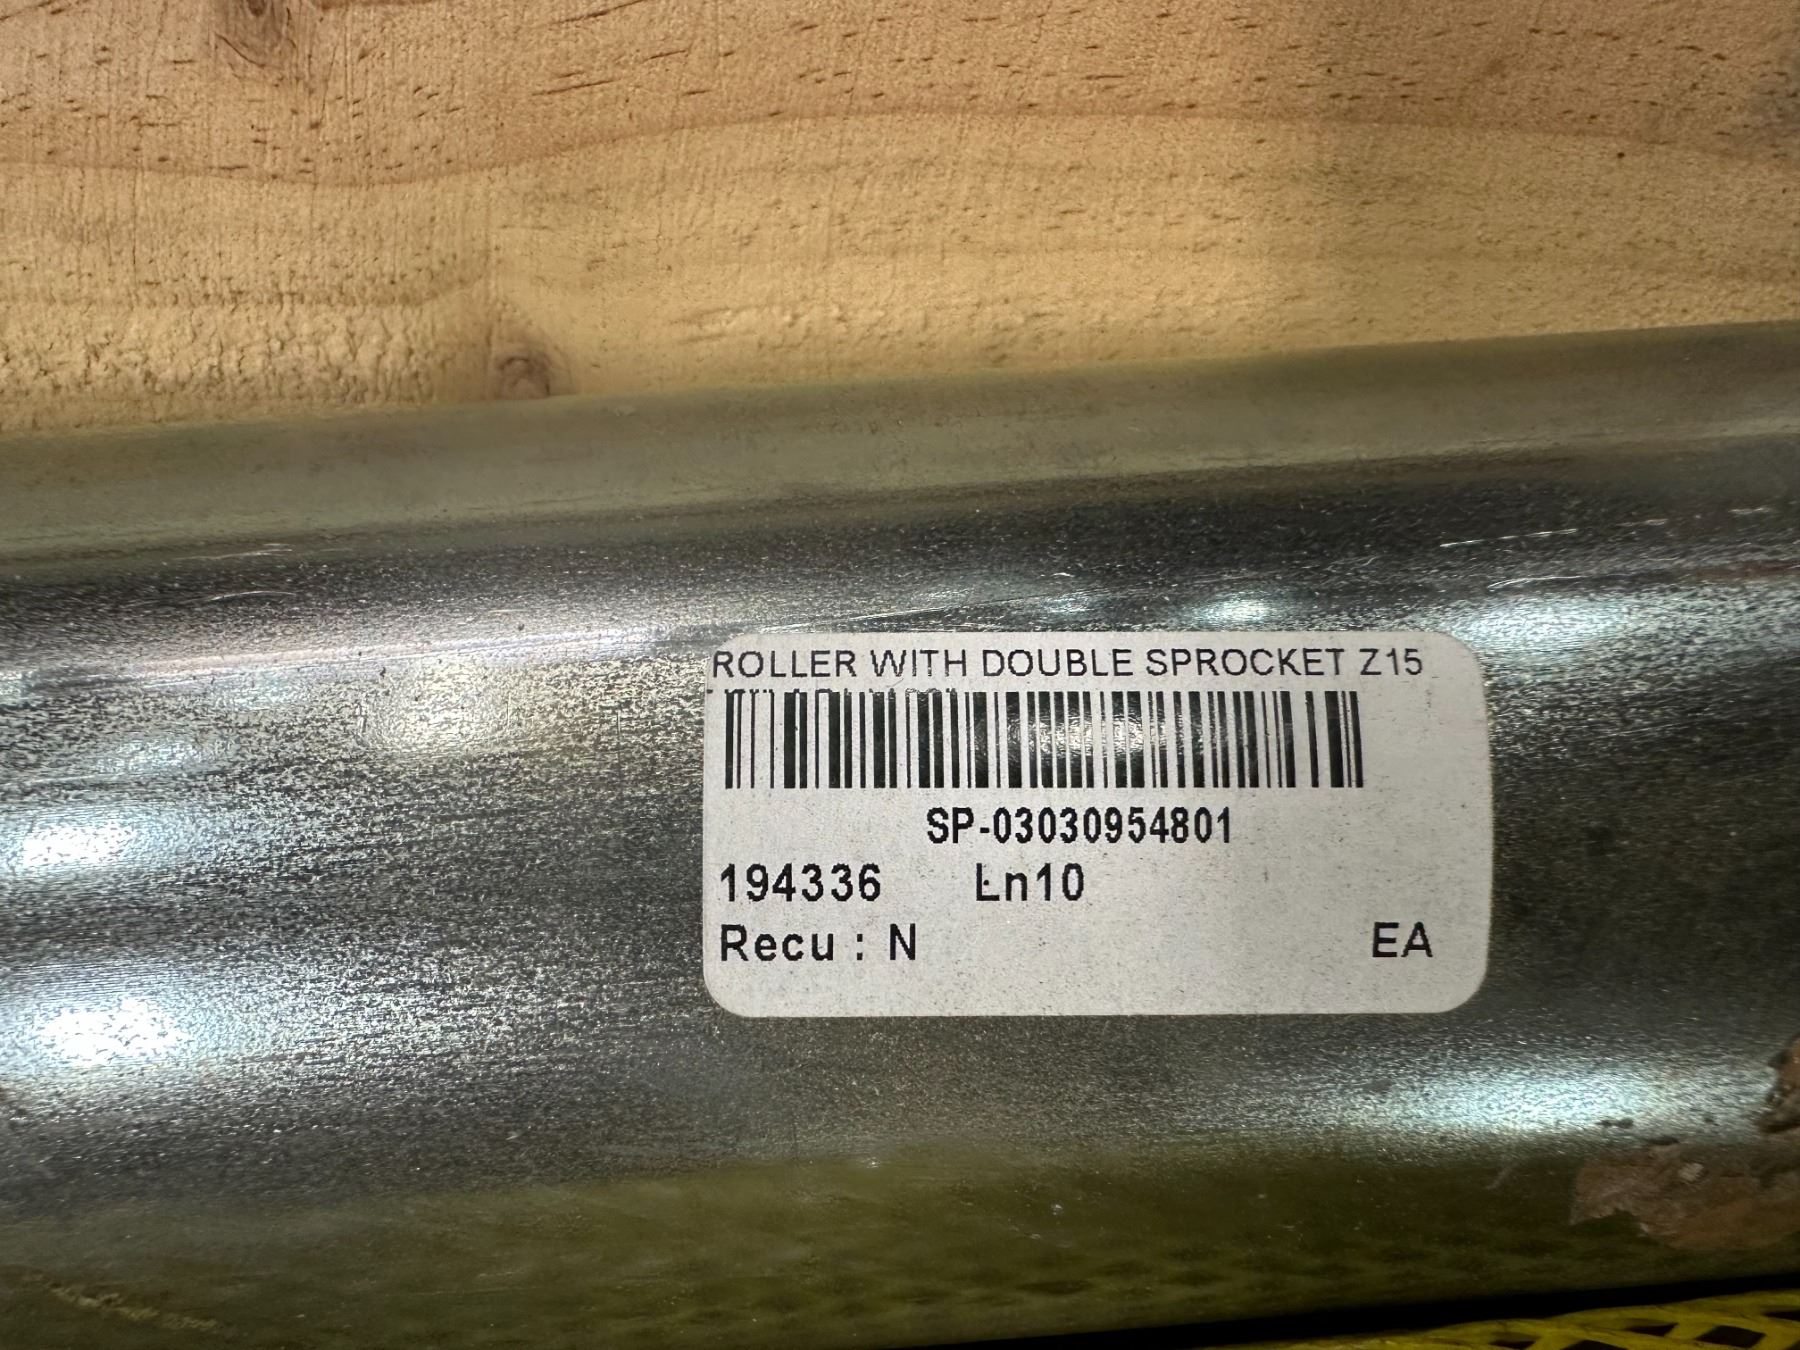 ROLLER WITH DOUBLE SPROCKET Z15
SP-03030954801
194336 Ln10
Recu : N EA